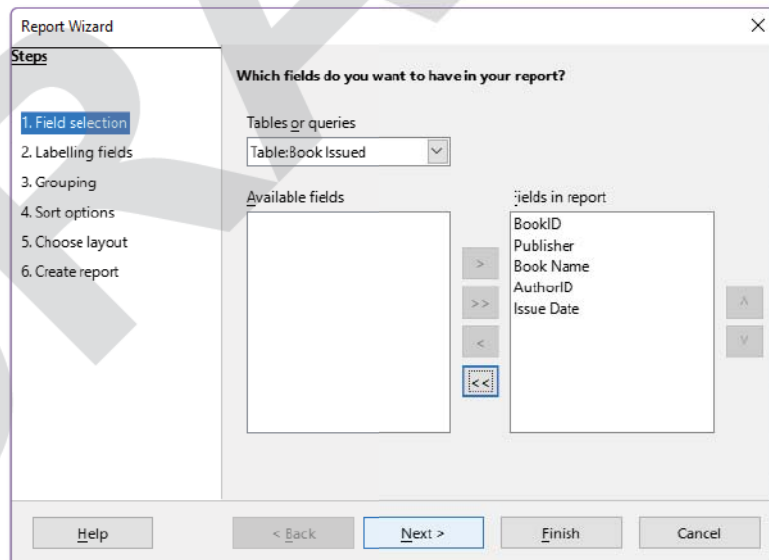 Report Wizard
Steps
Which fields do you want to have in your report?
1. Field selection
2. Labelling fields
3. Grouping
4. Sort options
5. Choose layout
6. Create report
Tables or queries
Table:Book Issued
Available fields
Fields in report
BookID
Publisher
Book Name
AuthorID
Issue Date
>
>>
<
<<
Help
< Back
Next >
Finish
Cancel